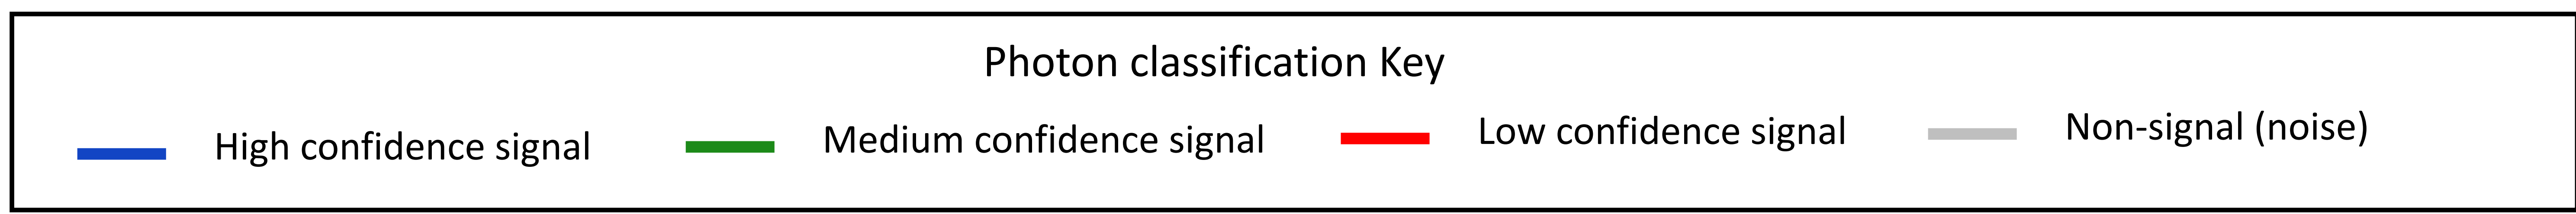 Photon classification Key
High confidence signal
Medium confidence signal
Low confidence signal
Non-signal (noise)